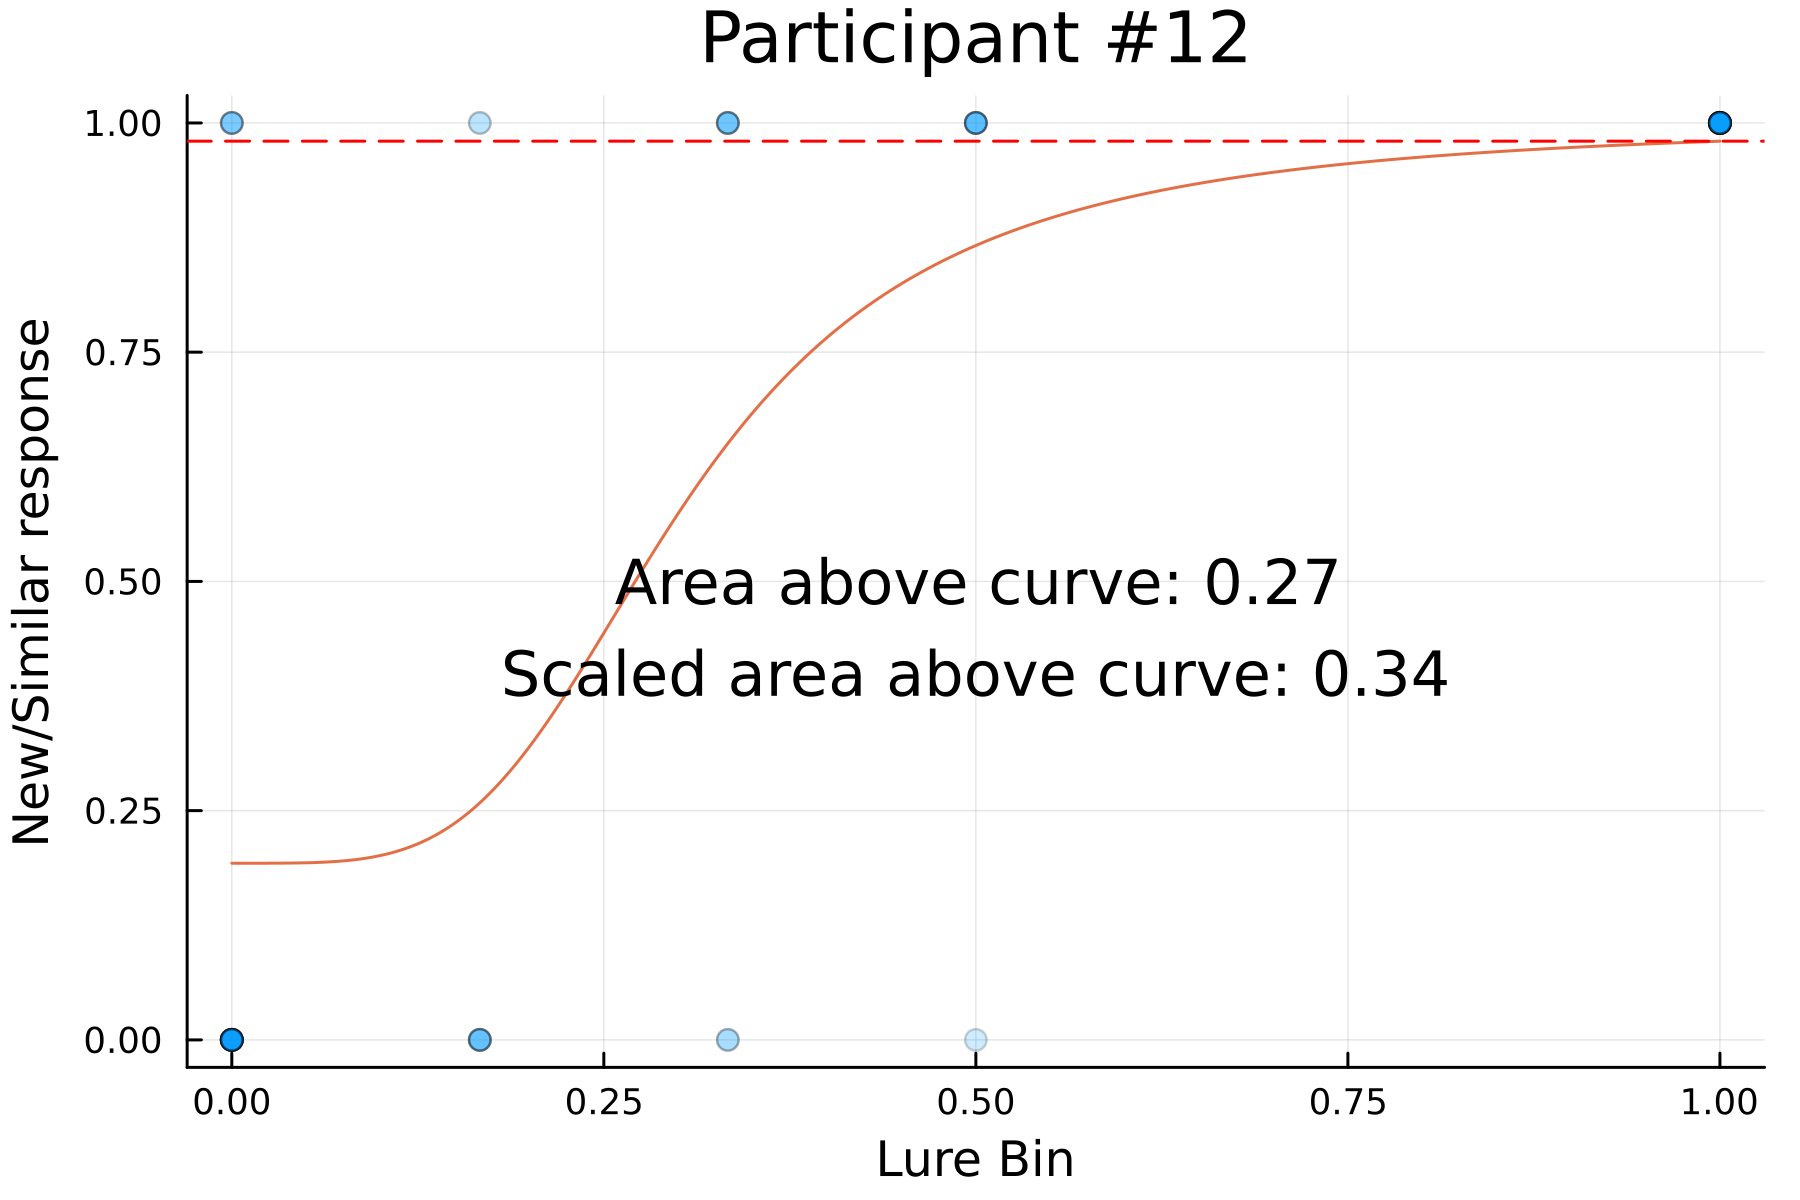 Participant #12
1.00
0.75
0.50
0.25
0.00
New/Similar response
Area above curve: 0.27
Scaled area above curve: 0.34
0.00 0.25 0.50 0.75 1.00
Lure Bin